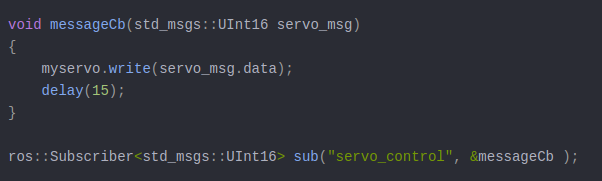 void messageCb(std_msgs::UInt16 servo_msg)
{
    myservo.write(servo_msg.data);
    delay(15);
}

ros::Subscriber<std_msgs::UInt16> sub("servo_control", &messageCb );